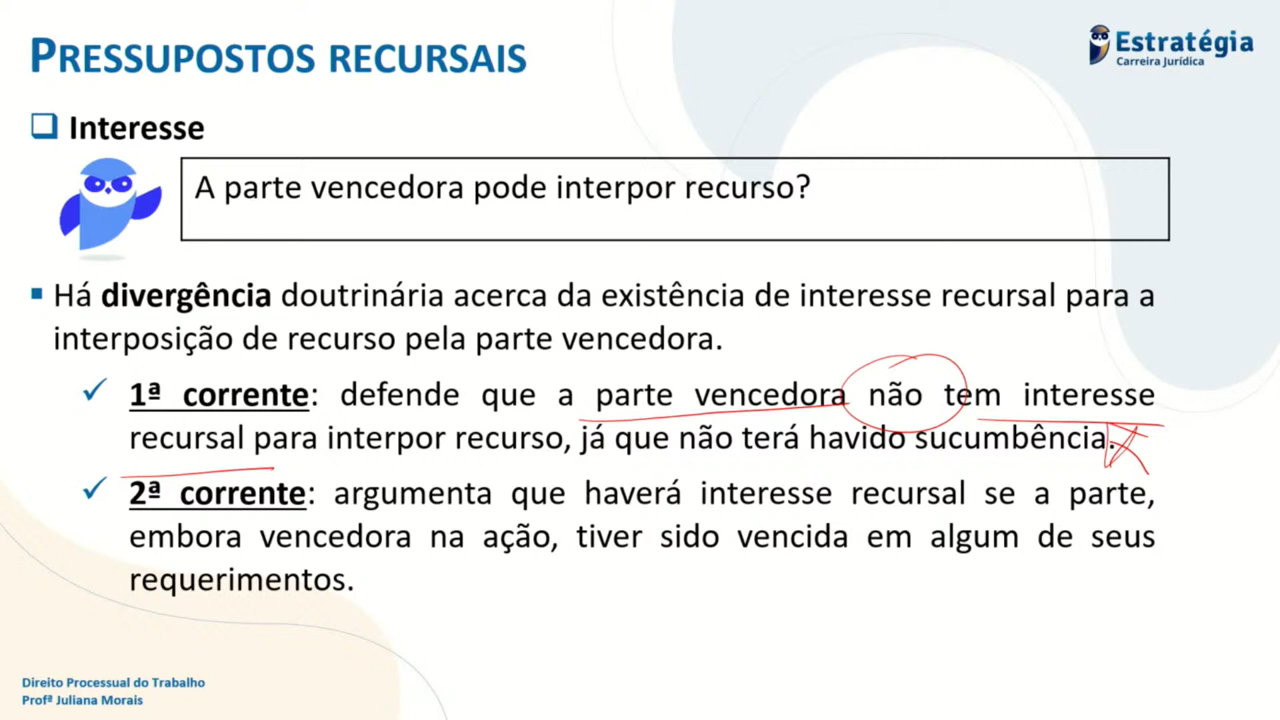 PRESSUPOSTOS RECURSAIS
Estratégia
Carreira Jurídica
Interesse
A parte vencedora pode interpor recurso?
Há divergência doutrinária acerca da existência de interesse recursal para a
interposição de recurso pela parte vencedora.
1ª corrente: defende que a parte vencedora não tem interesse
recursal para interpor recurso, já que não terá havido sucumbência.
2ª corrente: argumenta que haverá interesse recursal se a parte,
embora vencedora na ação, tiver sido vencida em algum de seus
requerimentos.
Direito Processual do Trabalho
Profª Juliana Morais